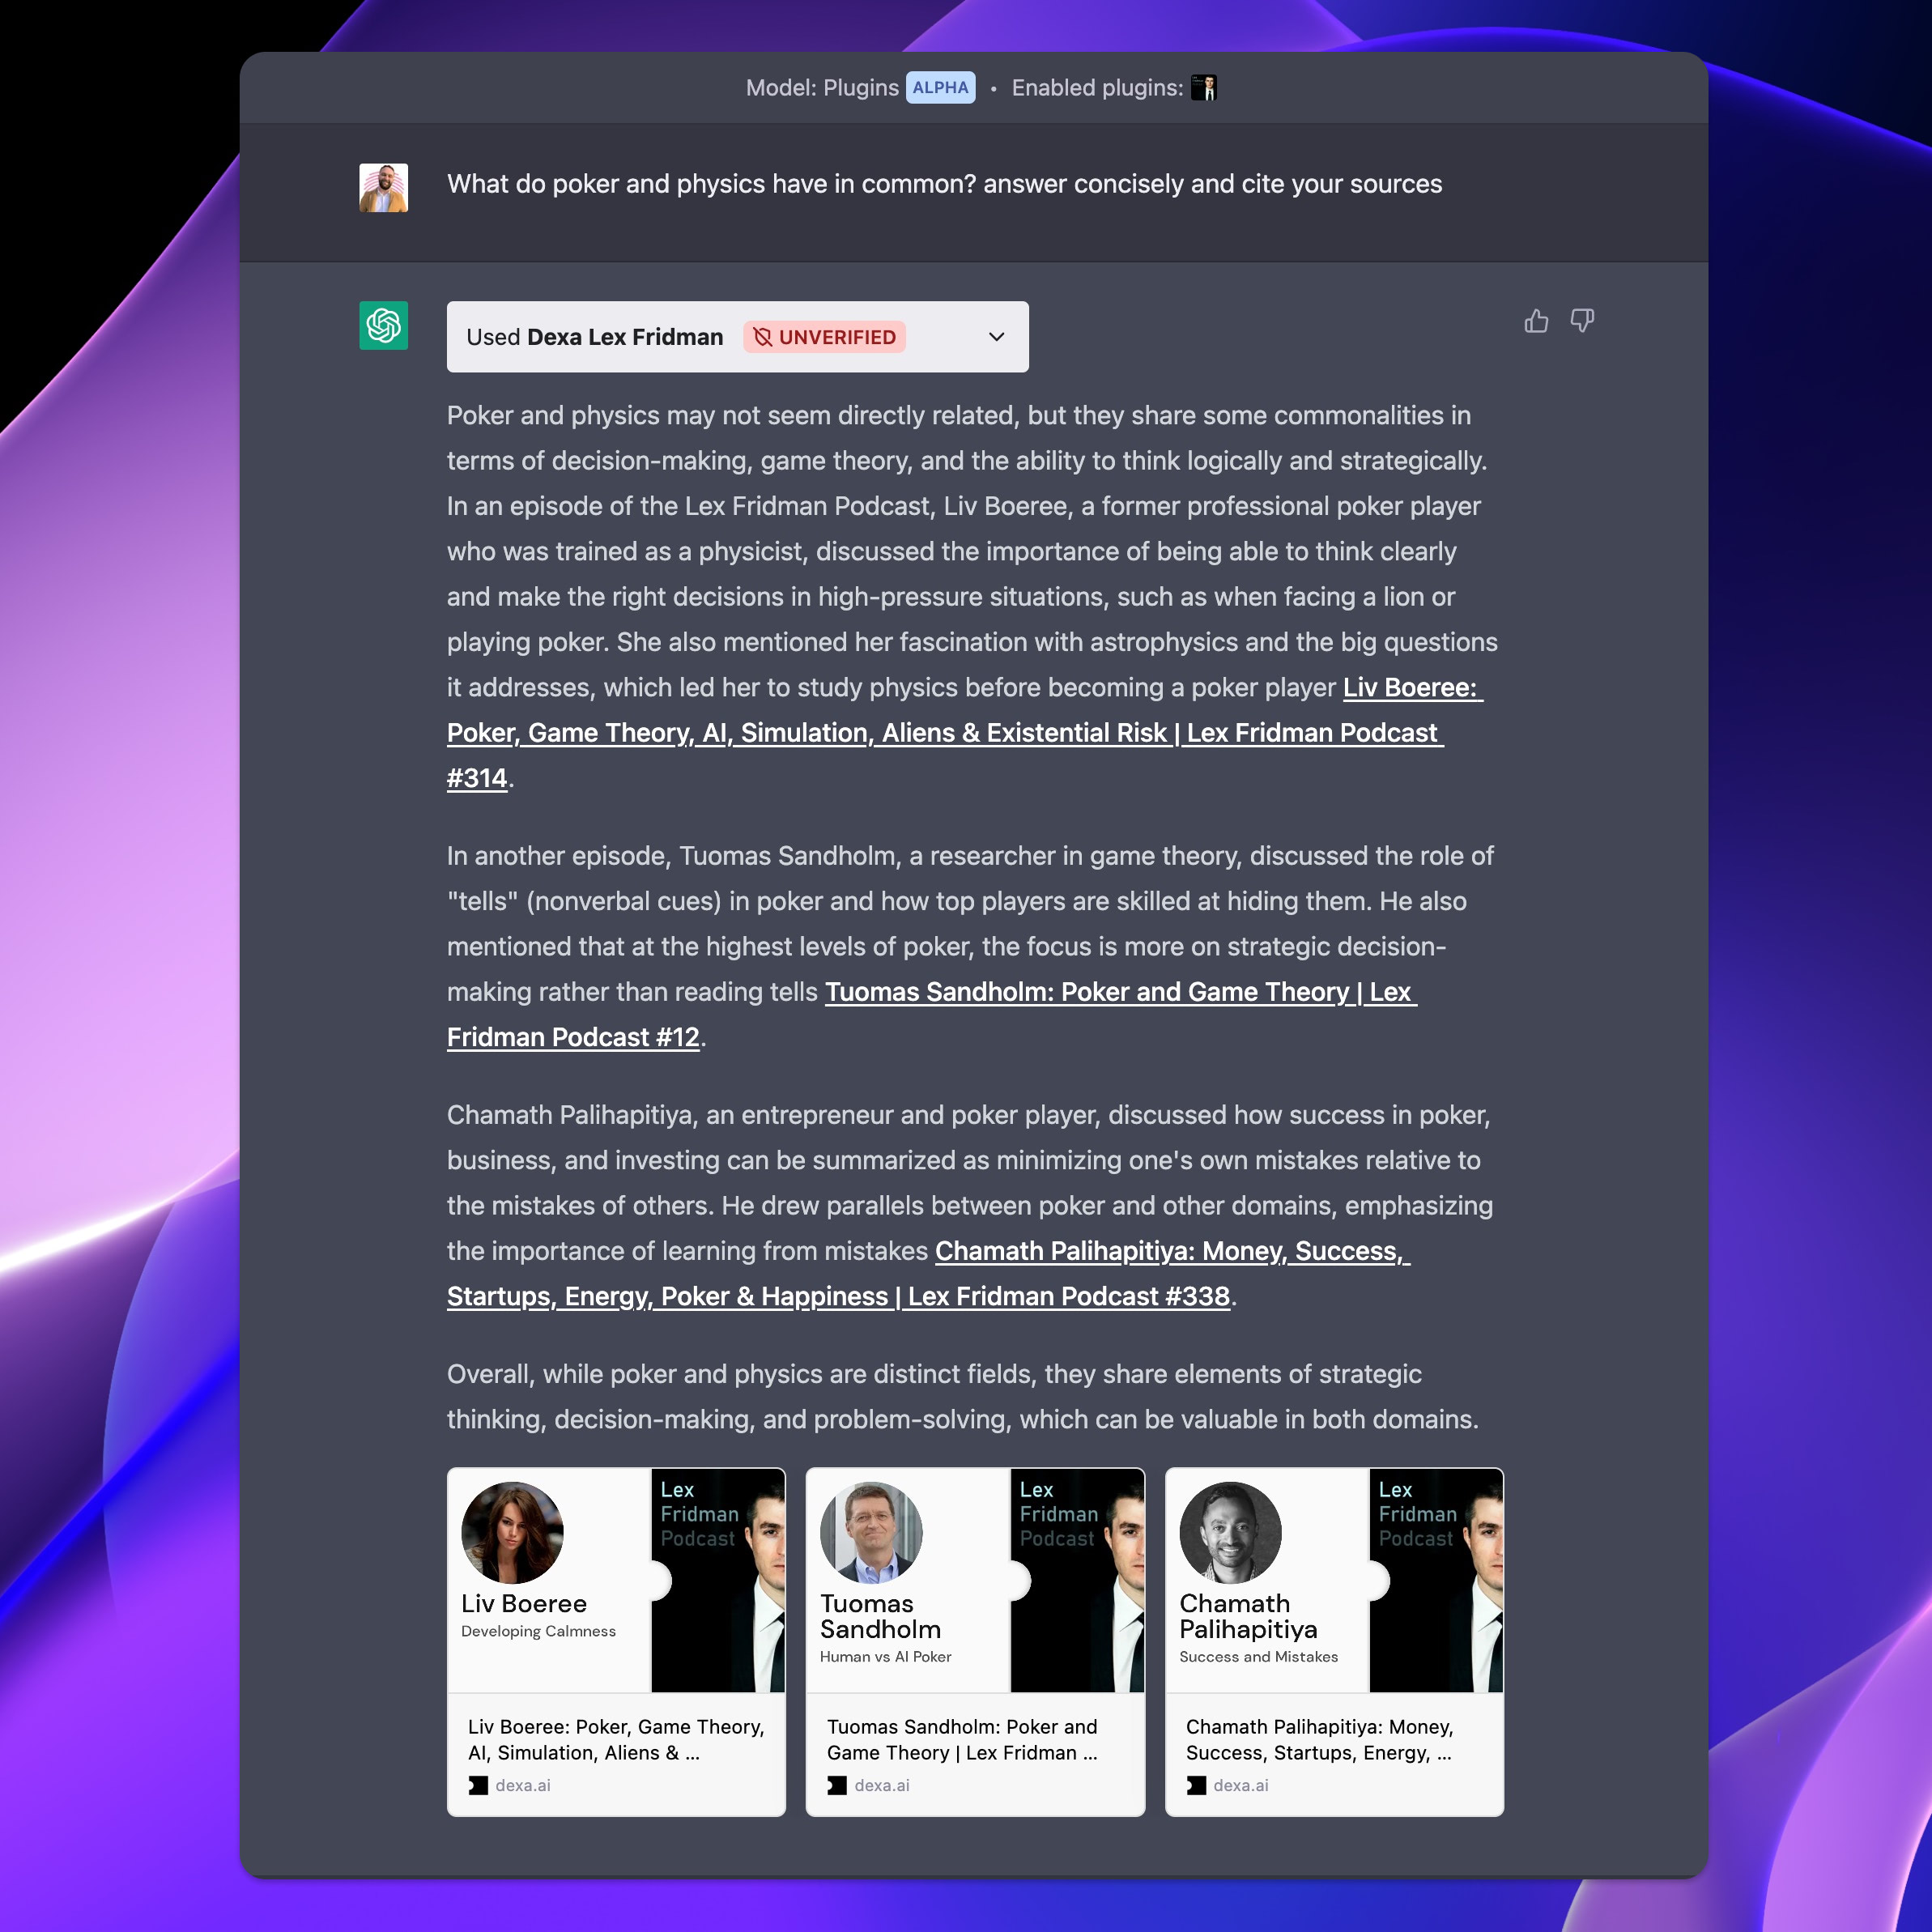 Model: Plugins ALPHA • Enabled plugins:
What do poker and physics have in common? answer concisely and cite your sources
Used Dexa Lex Fridman UNVERIFIED
Poker and physics may not seem directly related, but they share some commonalities in
terms of decision-making, game theory, and the ability to think logically and strategically.
In an episode of the Lex Fridman Podcast, Liv Boeree, a former professional poker player
who was trained as a physicist, discussed the importance of being able to think clearly
and make the right decisions in high-pressure situations, such as when facing a lion or
playing poker. She also mentioned her fascination with astrophysics and the big questions
it addresses, which led her to study physics before becoming a poker player Liv Boeree:
Poker, Game Theory, AI, Simulation, Aliens & Existential Risk | Lex Fridman Podcast
#314.
In another episode, Tuomas Sandholm, a researcher in game theory, discussed the role of
"tells" (nonverbal cues) in poker and how top players are skilled at hiding them. He also
mentioned that at the highest levels of poker, the focus is more on strategic decision-
making rather than reading tells Tuomas Sandholm: Poker and Game Theory | Lex
Fridman Podcast #12.
Chamath Palihapitiya, an entrepreneur and poker player, discussed how success in poker,
business, and investing can be summarized as minimizing one's own mistakes relative to
the mistakes of others. He drew parallels between poker and other domains, emphasizing
the importance of learning from mistakes Chamath Palihapitiya: Money, Success,
Startups, Energy, Poker & Happiness | Lex Fridman Podcast #338.
Overall, while poker and physics are distinct fields, they share elements of strategic
thinking, decision-making, and problem-solving, which can be valuable in both domains.
Lex
Fridman
Podcast
Liv Boeree
Developing Calmness
Liv Boeree: Poker, Game Theory,
AI, Simulation, Aliens & ...
dexa.ai
Lex
Fridman
Podcast
Tuomas
Sandholm
Human vs AI Poker
Tuomas Sandholm: Poker and
Game Theory | Lex Fridman ...
dexa.ai
Lex
Fridman
Podcast
Chamath
Palihapitiya
Success and Mistakes
Chamath Palihapitiya: Money,
Success, Startups, Energy, ...
dexa.ai